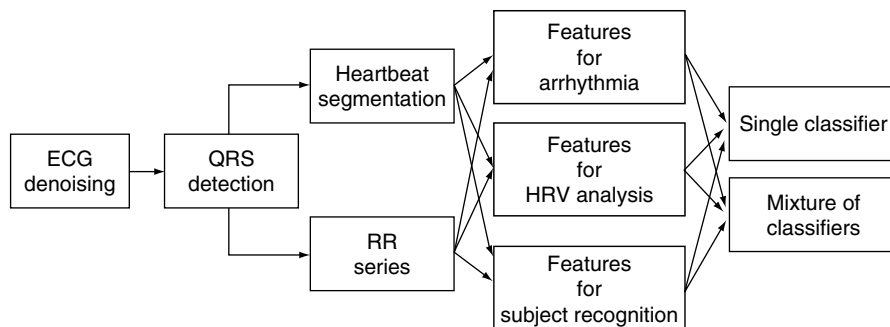 ECG
denoising
QRS
detection
Heartbeat
segmentation
RR
series
Features
for
arrhythmia
Features
for
HRV analysis
Features
for
subject recognition
Single classifier
Mixture of
classifiers